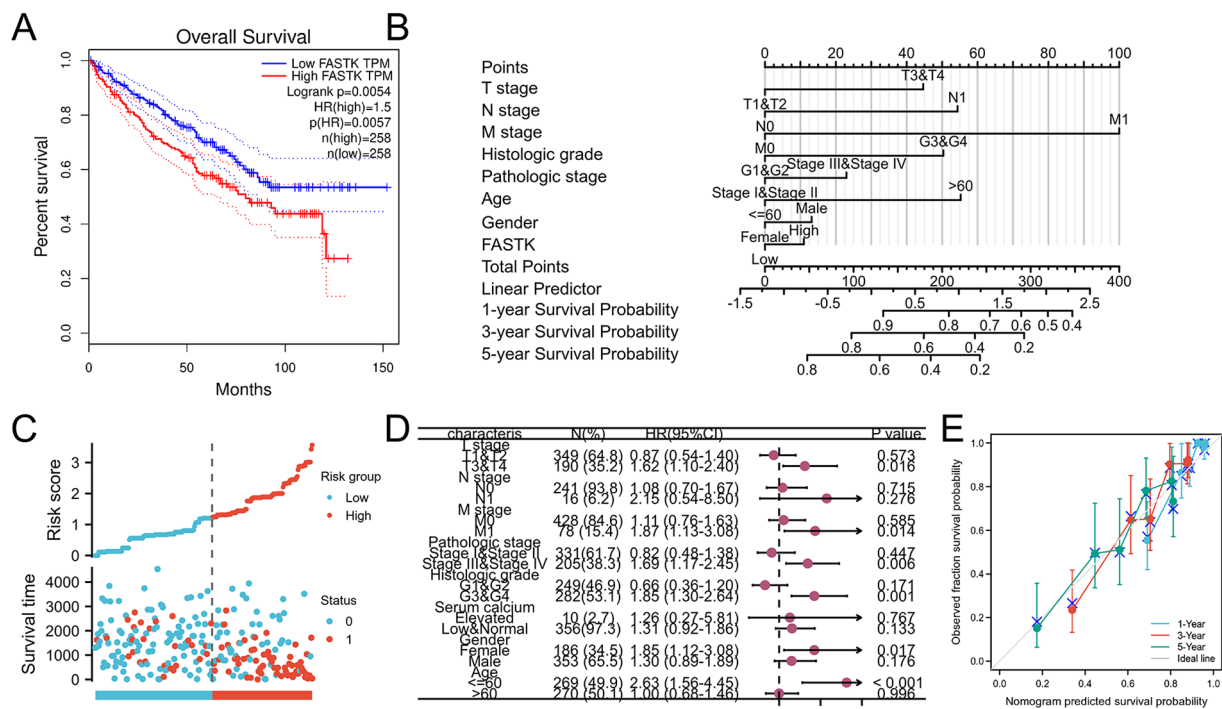 A
Overall Survival
Low FASTK TPM
High FASTK TPM
Logrank p=0.0054
HR(high)=1.5
p(HR)=0.0057
n(high)=258
n(low)=258
Percent survival
0.0 0.2 0.4 0.6 0.8 1.0
0 50 100 150
Months
B
0 10 20 30 40 50 60 70 80 90 100
Points
T stage T1&T2 T3&T4
N stage N0 N1
M stage M0 M1
Histologic grade G1&G2 G3&G4
Pathologic stage Stage I&Stage II Stage III&Stage IV
Age <=60 >60
Gender Female Male
FASTK Low High
Total Points
0 100 200 300 400
Linear Predictor
-1.5 -0.5 0.5 1.5 2.5
1-year Survival Probability
0.9 0.8 0.7 0.6 0.5 0.4
3-year Survival Probability
0.8 0.6 0.4 0.2
5-year Survival Probability
0.8 0.6 0.4 0.2
C
Risk score
0 1 2 3
Risk group
Low
High
Survival time
0 1000 2000 3000 4000
Status
0
1
D
characteris N(%) HR(95%CI) P value
T stage
T1&T2 349 (64.8) 0.87 (0.54-1.40) 0.573
T3&T4 190 (35.2) 1.62 (1.10-2.40) 0.016
N stage
N0 241 (93.8) 1.08 (0.70-1.67) 0.715
N1 16 (6.2) 2.15 (0.54-8.50) 0.276
M stage
M0 428 (84.6) 1.11 (0.76-1.63) 0.585
M1 78 (15.4) 1.87 (1.13-3.08) 0.014
Pathologic stage
Stage I&Stage II 331(61.7) 0.82 (0.48-1.38) 0.447
Stage III&Stage IV 205(38.3) 1.69 (1.17-2.45) 0.006
Histologic grade
G1&G2 249(46.9) 0.66 (0.36-1.20) 0.171
G3&G4 282(53.1) 1.85 (1.30-2.64) 0.001
Serum calcium
Elevated 10 (2.7) 1.26 (0.27-5.81) 0.767
Low&Normal 356(97.3) 1.31 (0.92-1.86) 0.133
Gender
Female 186 (34.5) 1.85 (1.12-3.08) 0.017
Male 353 (65.5) 1.30 (0.89-1.89) 0.176
Age
<=60 269 (49.9) 2.63 (1.56-4.45) < 0.001
>60 270 (50.1) 1.00 (0.68-1.46) 0.996
E
Observed fraction survival probability
0.0 0.2 0.4 0.6 0.8 1.0
1-Year
3-Year
5-Year
Ideal line
0.0 0.2 0.4 0.6 0.8 1.0
Nomogram predicted survival probability